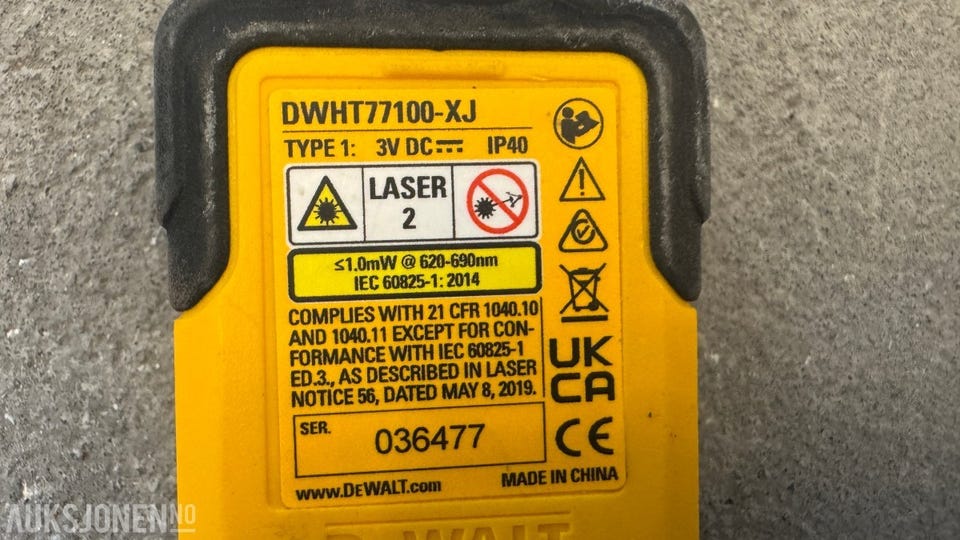 DWHT77100-XJ
TYPE 1: 3V DC IP40
LASER
2
≤1.0mW @ 620-690nm
IEC 60825-1: 2014
COMPLIES WITH 21 CFR 1040.10
AND 1040.11 EXCEPT FOR CON-
FORMANCE WITH IEC 60825-1
ED.3., AS DESCRIBED IN LASER
NOTICE 56, DATED MAY 8, 2019.
UK
CA
CE
SER.
036477
www.DEWALT.com
MADE IN CHINA
DEWALT
AUKSJONEN.NO